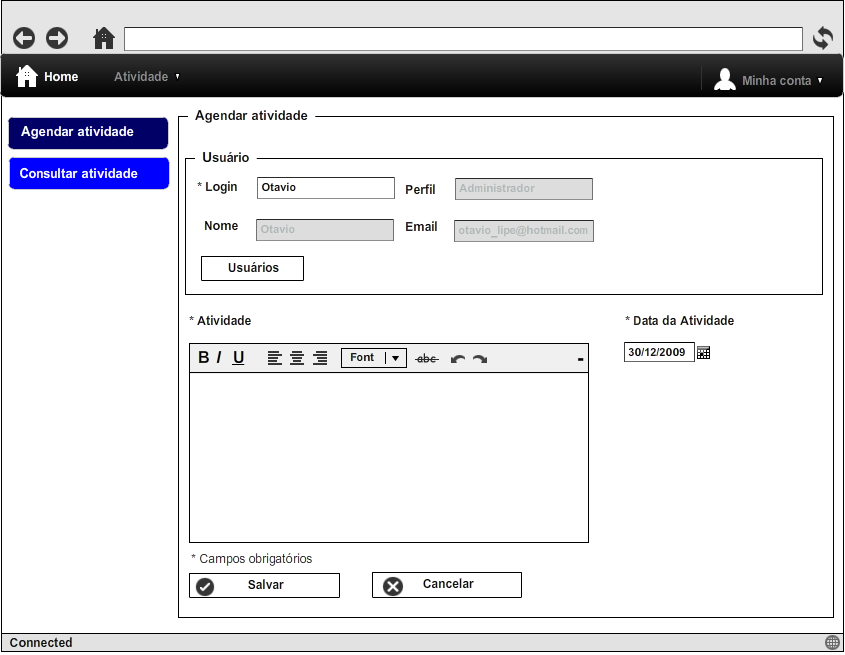 Home Atividade Minha conta
Agendar atividade
Consultar atividade
Agendar atividade
Usuário
* Login Otavio Perfil Administrador
Nome Otavio Email otavio_lipe@hotmail.com
Usuários
* Atividade * Data da Atividade
B I U Font abc
30/12/2009
* Campos obrigatórios
Salvar Cancelar
Connected